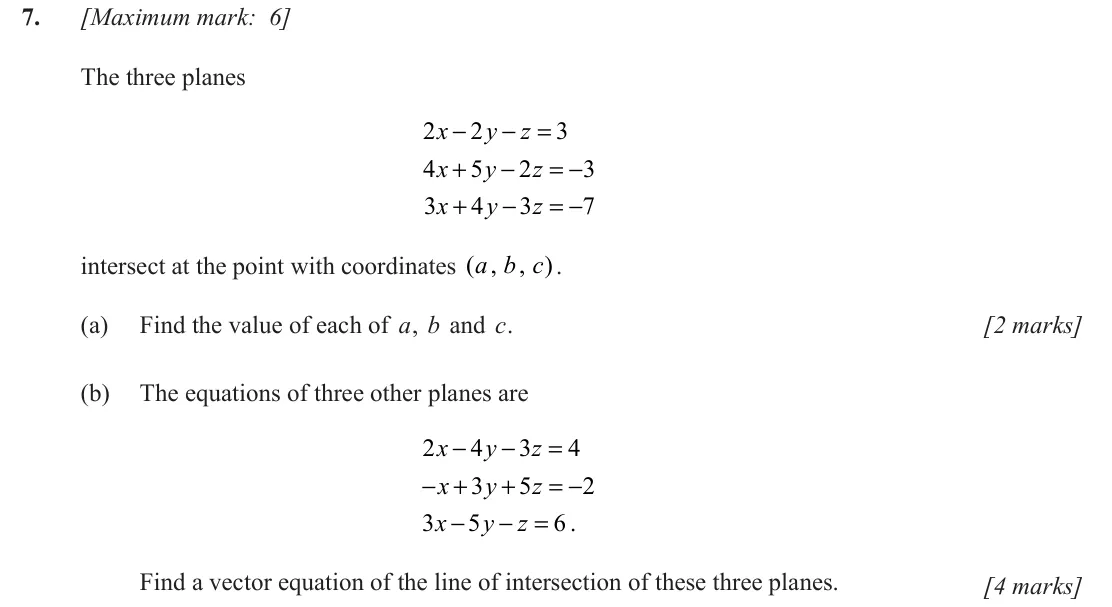 7. [Maximum mark: 6]
The three planes
2x−2y−z=3
4x+5y−2z=−3
3x+4y−3z=−7
intersect at the point with coordinates (a, b, c).
(a) Find the value of each of a, b and c. [2 marks]
(b) The equations of three other planes are
2x−4y−3z=4
−x+3y+5z=−2
3x−5y−z=6.
Find a vector equation of the line of intersection of these three planes. [4 marks]